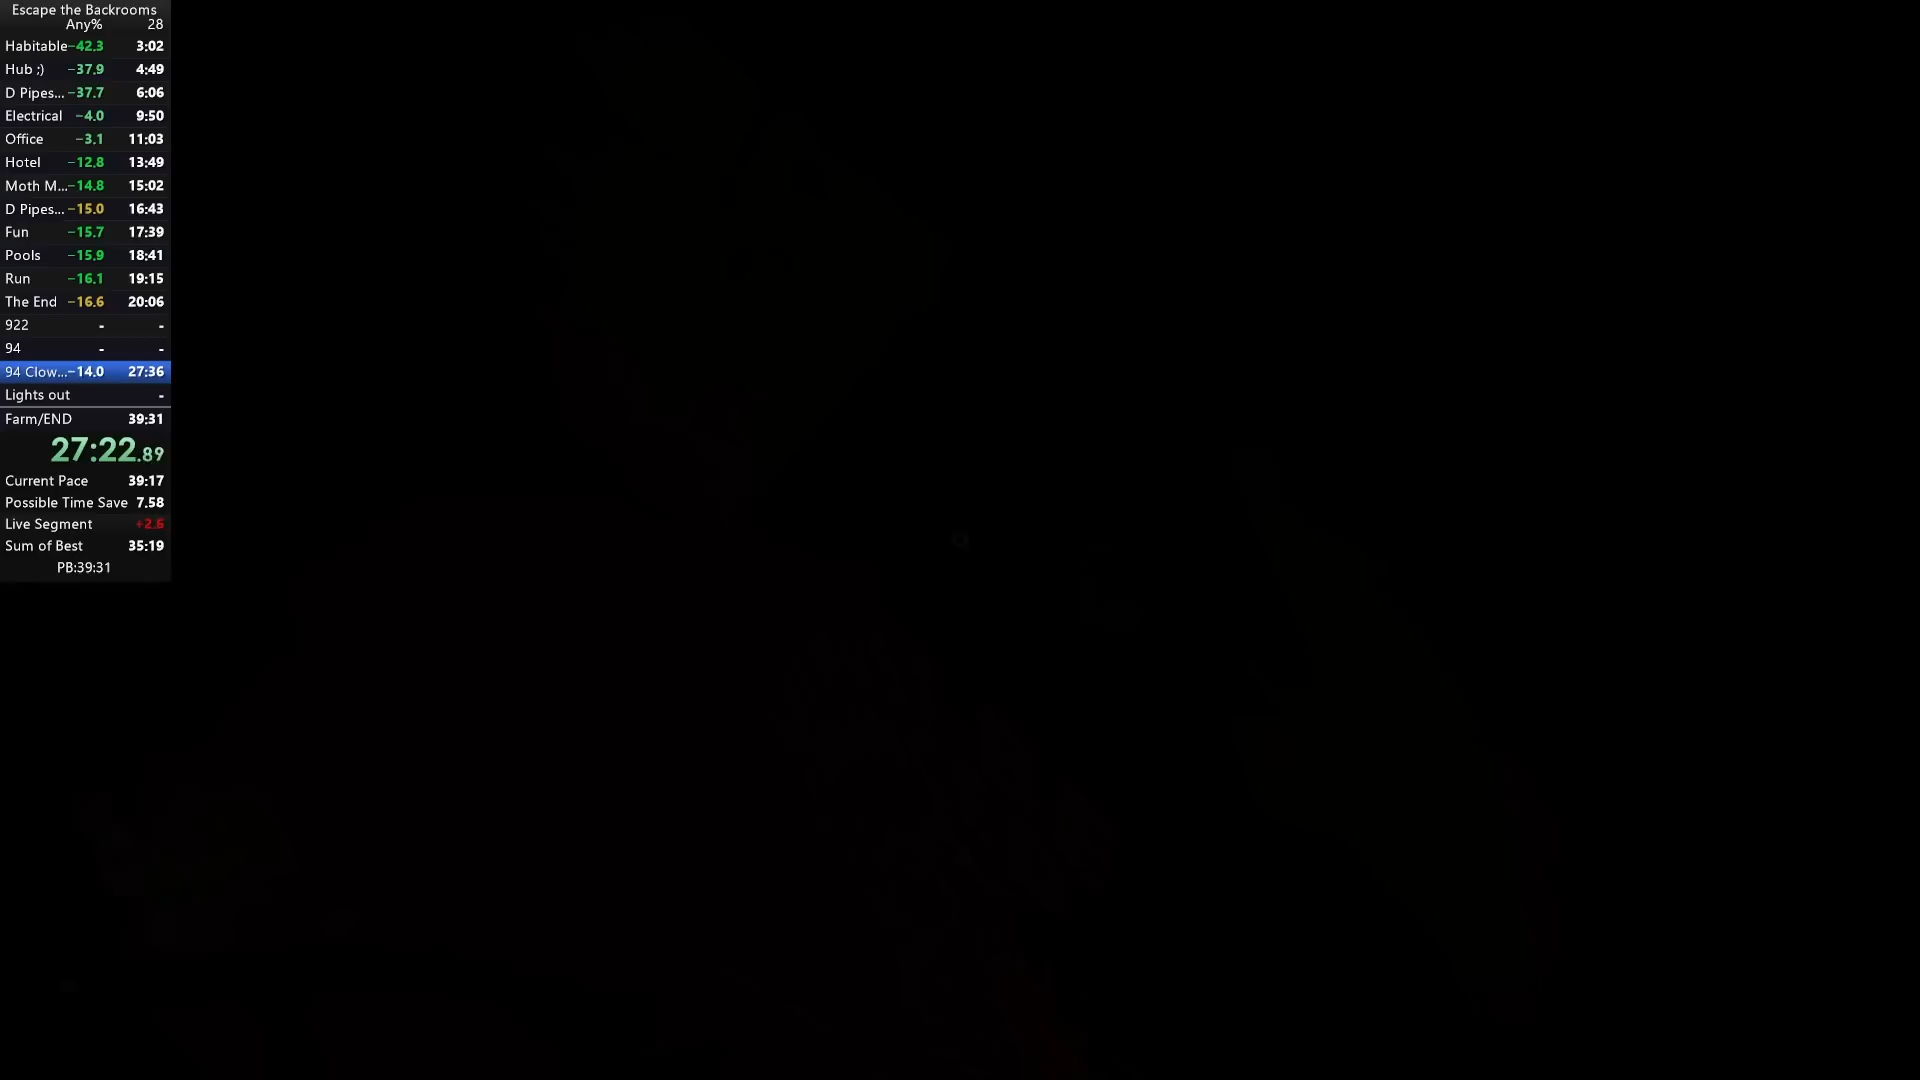 Escape the Backrooms
Any% 28
Habitable -42.3 3:02
Hub ;) -37.9 4:49
D Pipes... -37.7 6:06
Electrical -4.0 9:50
Office -3.1 11:03
Hotel -12.8 13:49
Moth M... -14.8 15:02
D Pipes... -15.0 16:43
Fun -15.7 17:39
Pools -15.9 18:41
Run -16.1 19:15
The End -16.6 20:06
922 - -
94 - -
94 Clow... -14.0 27:36
Lights out -
Farm/END 39:31
27:22.89
Current Pace 39:17
Possible Time Save 7.58
Live Segment +2.6
Sum of Best 35:19
PB:39:31